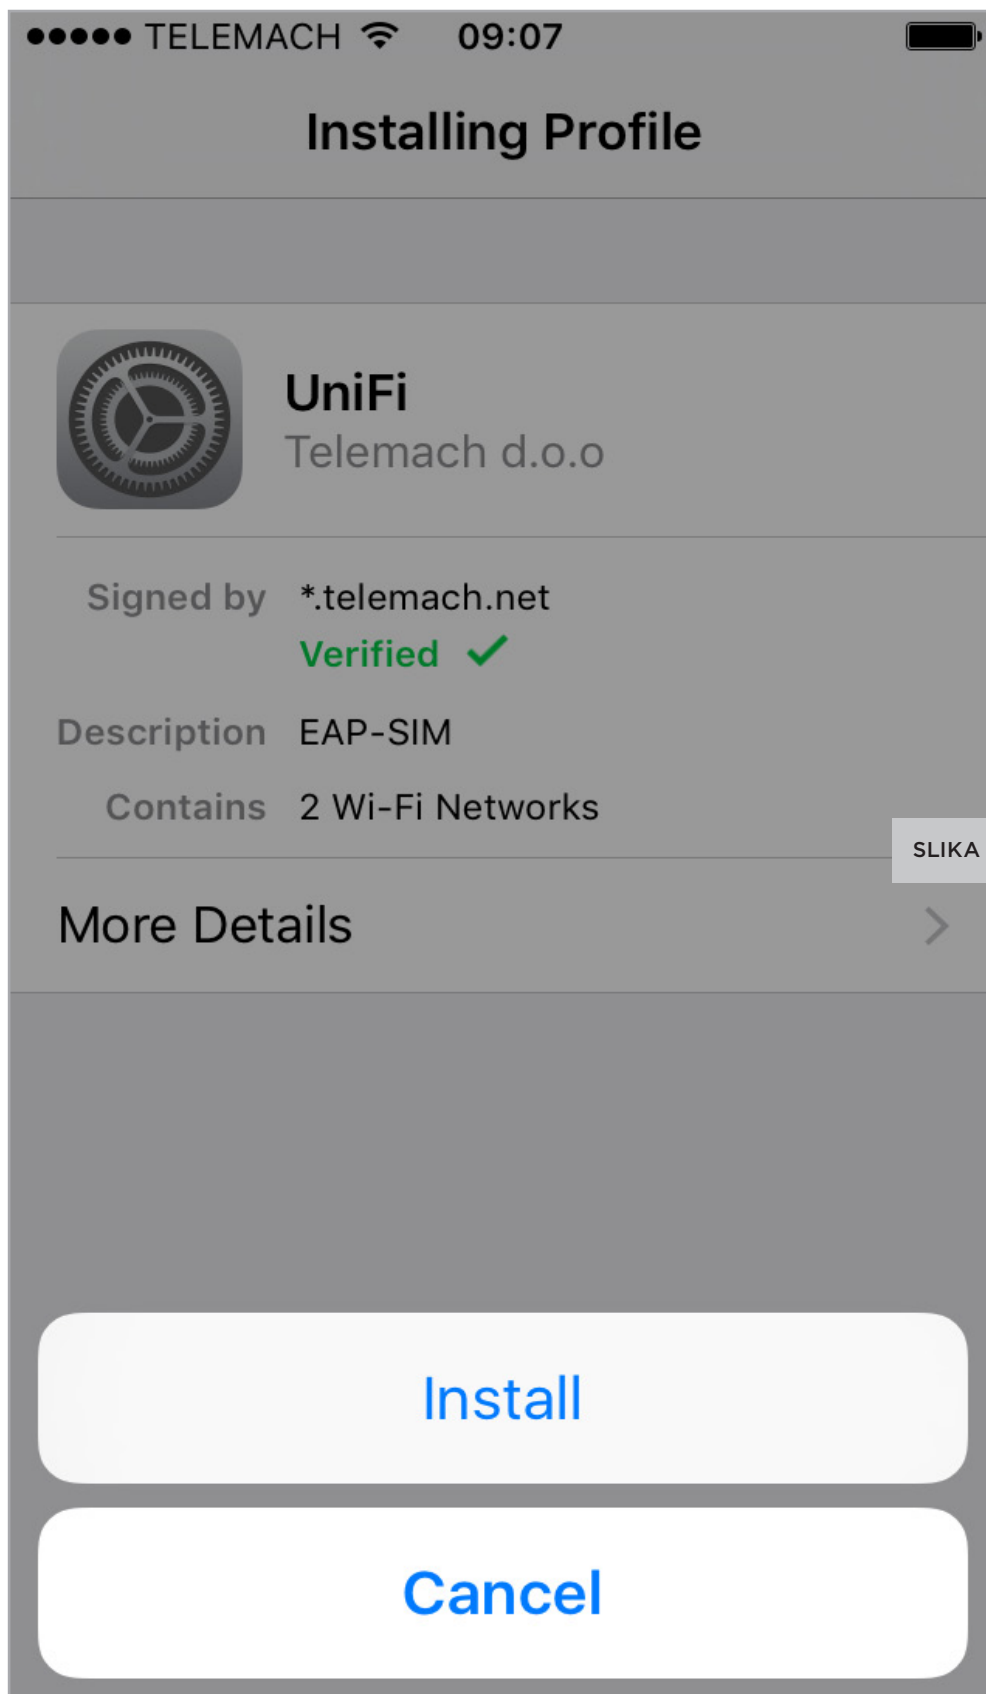 TELEMACH 09:07
Installing Profile
UniFi
Telemach d.o.o
Signed by *.telemach.net
Verified
Description EAP-SIM
Contains 2 Wi-Fi Networks
SLIKA
More Details
Install
Cancel